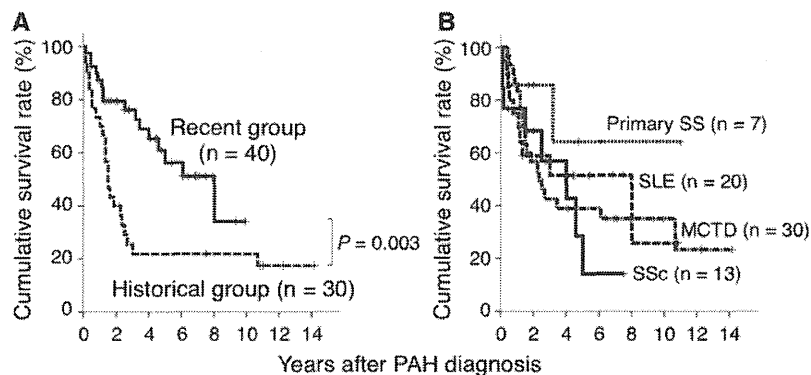 A
Cumulative survival rate (%)
100
80
60
40
20
0
0 2 4 6 8 10 12 14
Recent group
(n = 40)
P = 0.003
Historical group (n = 30)
B
Cumulative survival rate (%)
100
80
60
40
20
0
0 2 4 6 8 10 12 14
Primary SS (n = 7)
SLE (n = 20)
MCTD (n = 30)
SSc (n = 13)
Years after PAH diagnosis